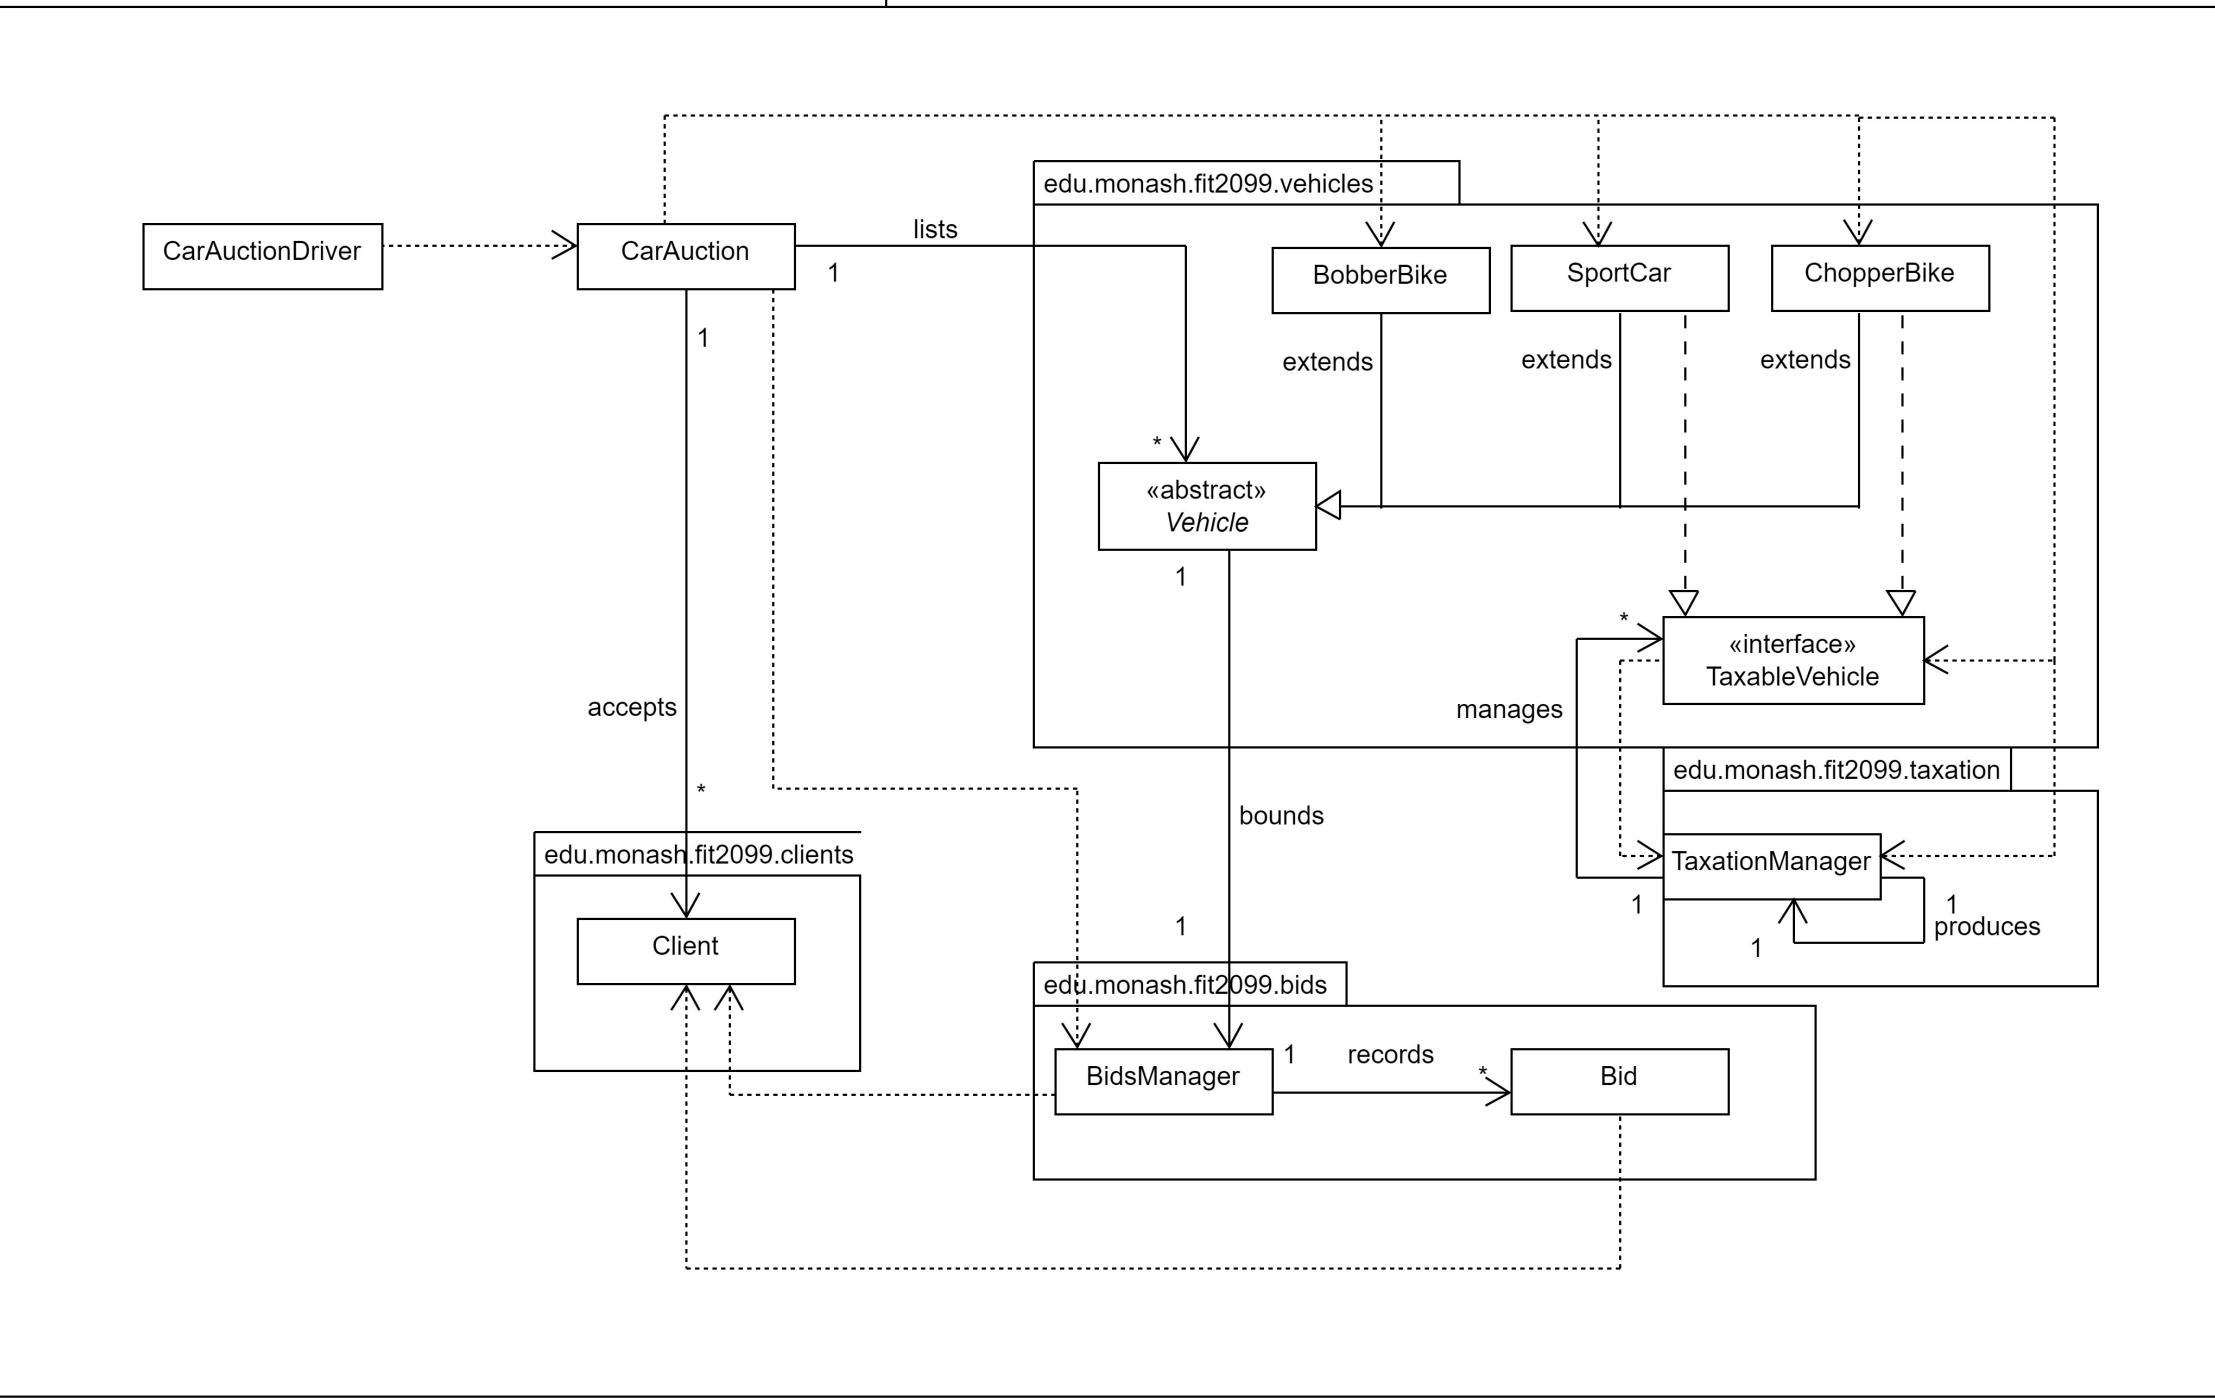 edu.monash.fit2099.vehicles
CarAuctionDriver
CarAuction
lists
1
BobberBike
SportCar
ChopperBike
1
extends
extends
extends
*
«abstract»
Vehicle
1
*
«interface»
TaxableVehicle
accepts
manages
edu.monash.fit2099.taxation
*
bounds
edu.monash.fit2099.clients
TaxationManager
1
1
produces
1
1
Client
edu.monash.fit2099.bids
BidsManager
1
records
*
Bid